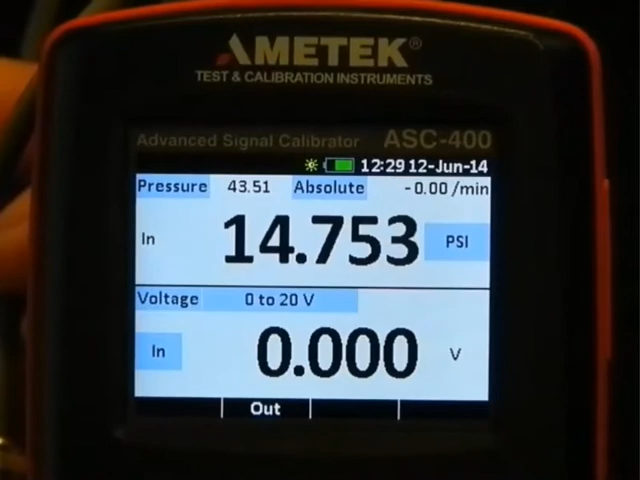 AMETEK®
TEST & CALIBRATION INSTRUMENTS
Advanced Signal Calibrator ASC-400
12:29 12-Jun-14
Pressure 43.51 Absolute -0.00 /min
In 14.753 PSI
Voltage 0 to 20 V
In 0.000 V
Out